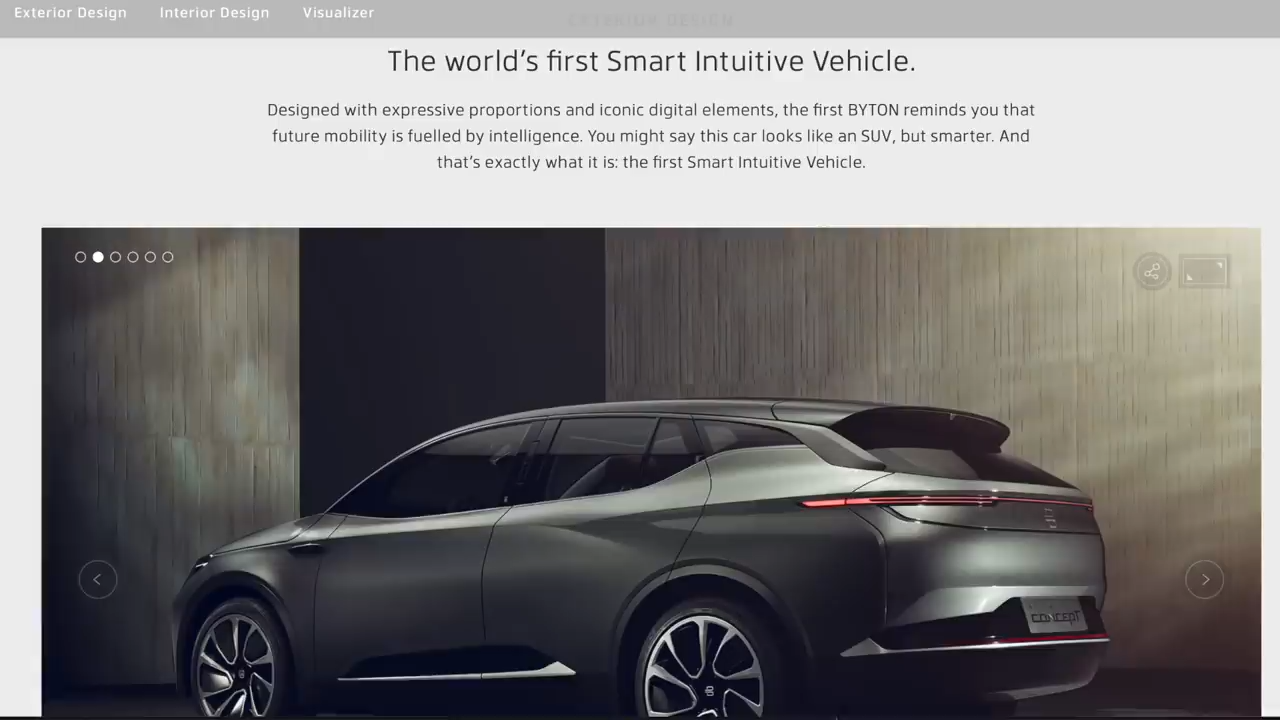 Exterior Design
Interior Design
Visualizer
EXTERIOR DESIGN
The world’s first Smart Intuitive Vehicle.
Designed with expressive proportions and iconic digital elements, the first BYTON reminds you that
future mobility is fuelled by intelligence. You might say this car looks like an SUV, but smarter. And
that’s exactly what it is: the first Smart Intuitive Vehicle.
CONCEPT